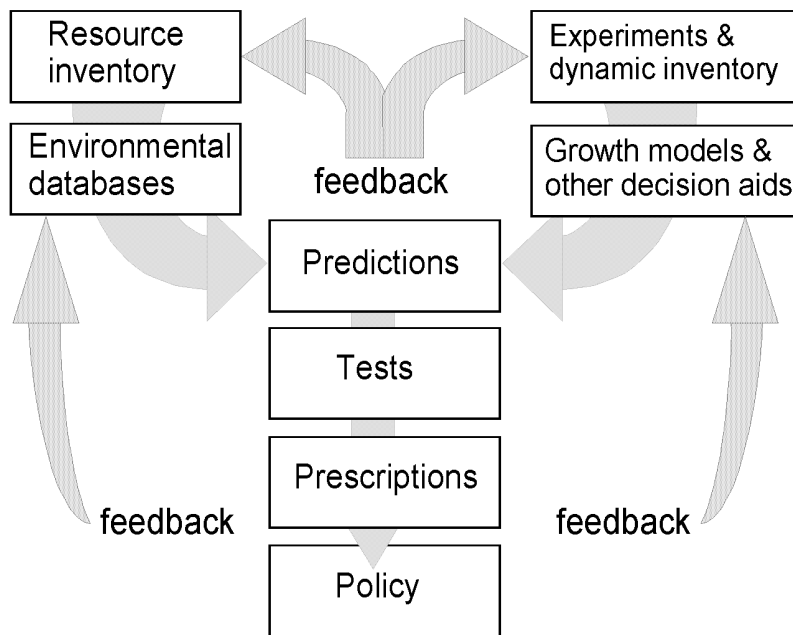 Resource
inventory
Experiments &
dynamic inventory
Environmental
databases
Growth models &
other decision aids
feedback
Predictions
Tests
Prescriptions
feedback
feedback
Policy